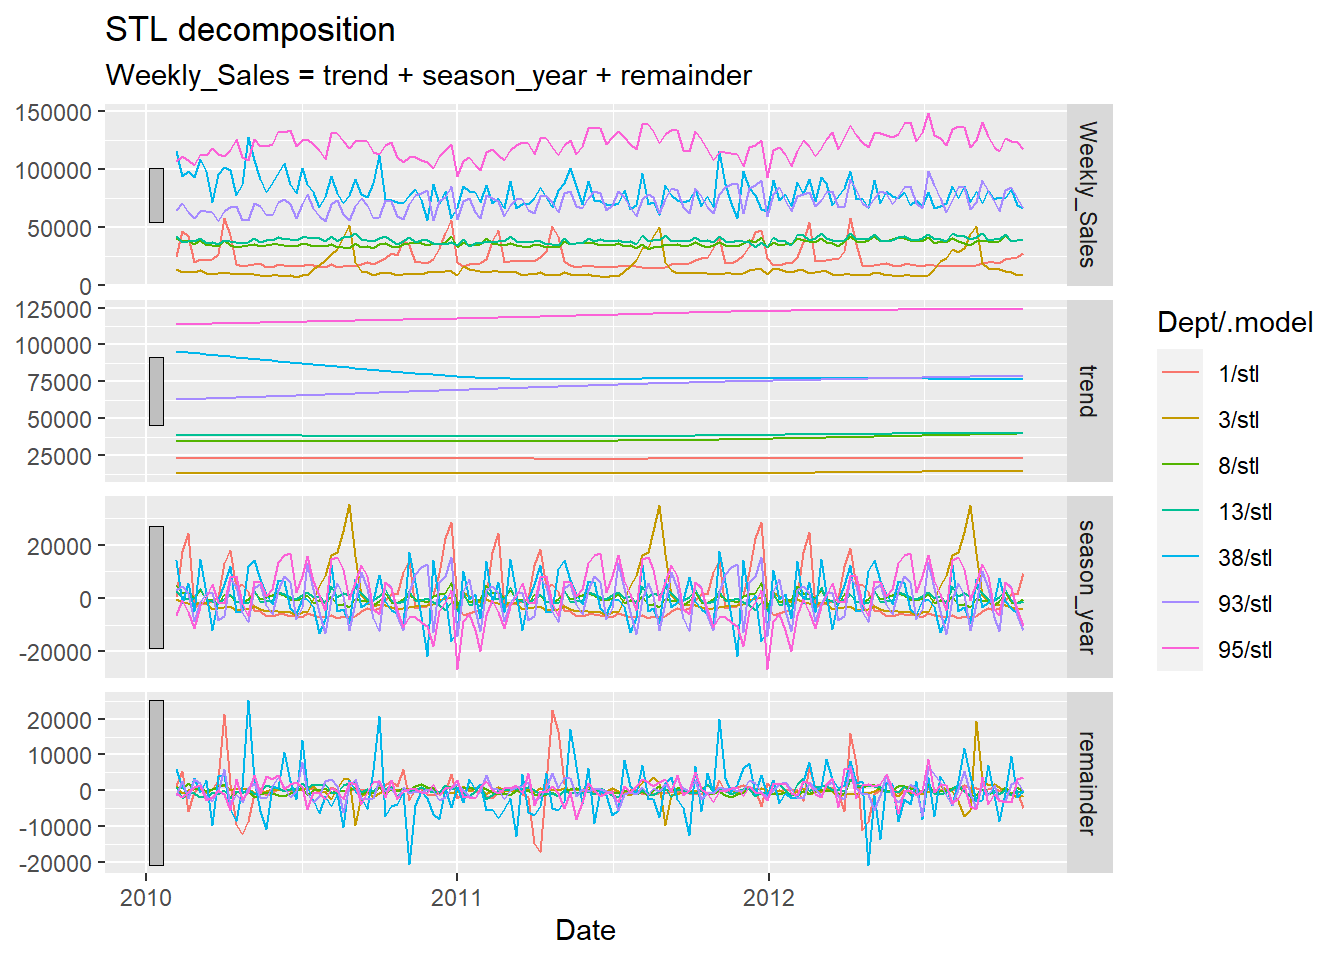 STL decomposition
Weekly_Sales = trend + season_year + remainder
150000
100000
50000
0
Weekly_Sales
125000
100000
75000
50000
25000
trend
20000
0
-20000
season_year
20000
10000
0
-10000
-20000
remainder
2010
2011
2012
Date
Dept/.model
1/stl
3/stl
8/stl
13/stl
38/stl
93/stl
95/stl